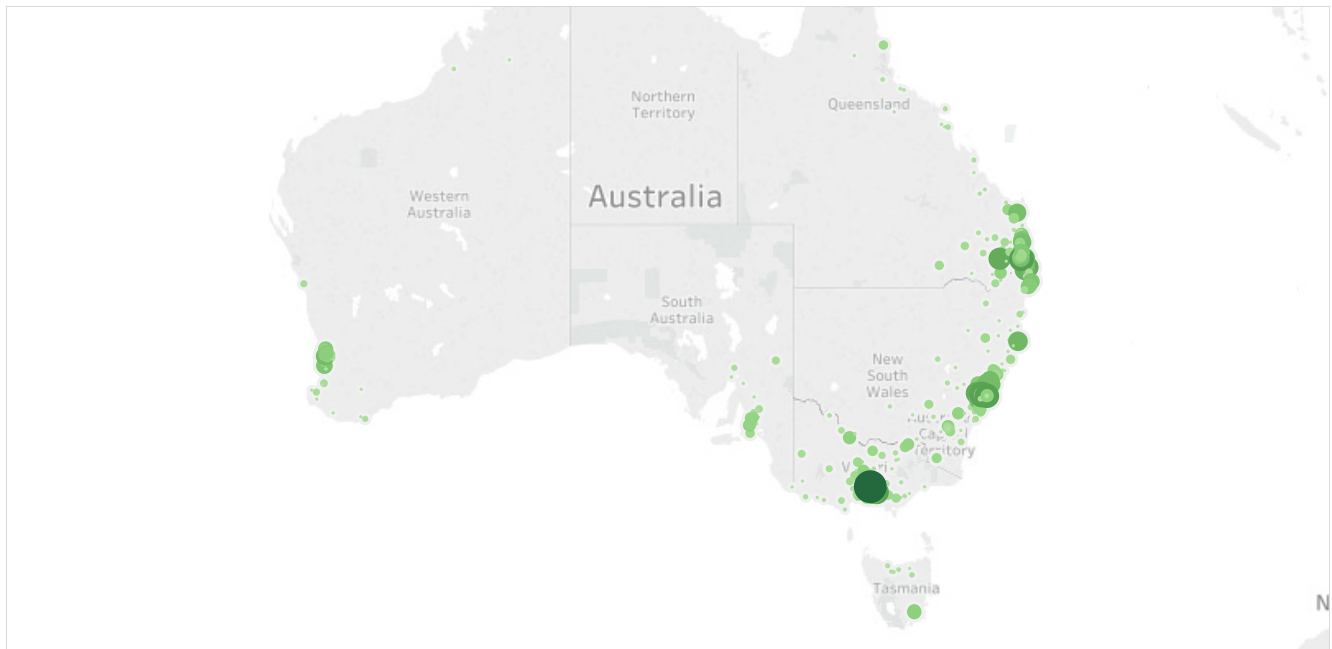 Northern
Territory
Queensland
Western
Australia
Australia
South
Australia
New
South
Wales
Territory
Tasmania
N